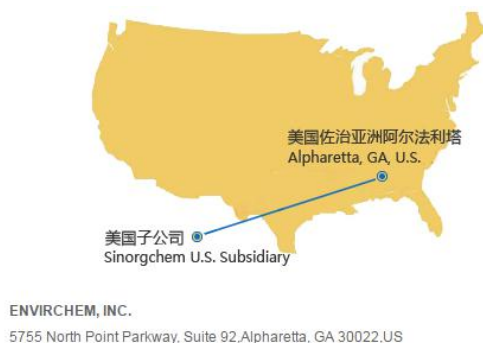 美国佐治亚洲阿尔法利塔
Alpharetta, GA, U.S.
美国子公司
Sinorgchem U.S. Subsidiary
ENVIRCHEM, INC.
5755 North Point Parkway, Suite 92,Alpharetta, GA 30022,US